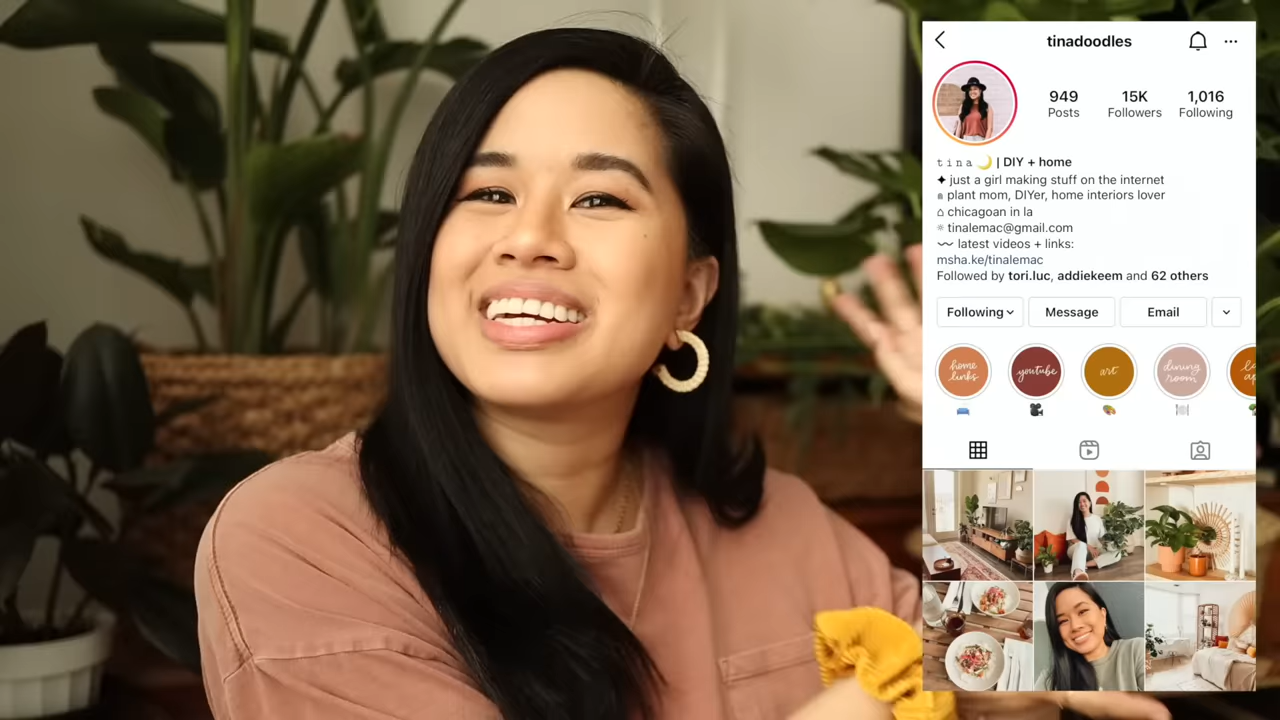 tinadoodles
949
Posts
15K
Followers
1,016
Following
tina 🌙 | DIY + home
✦ just a girl making stuff on the internet
plant mom, DIYer, home interiors lover
⌂ chicagoan in la
☼ tinalemac@gmail.com
〰 latest videos + links:
msha.ke/tinalemac
Followed by tori.luc, addiekeem and 62 others
Following
Message
Email
home
links
youtube
art
dining
room